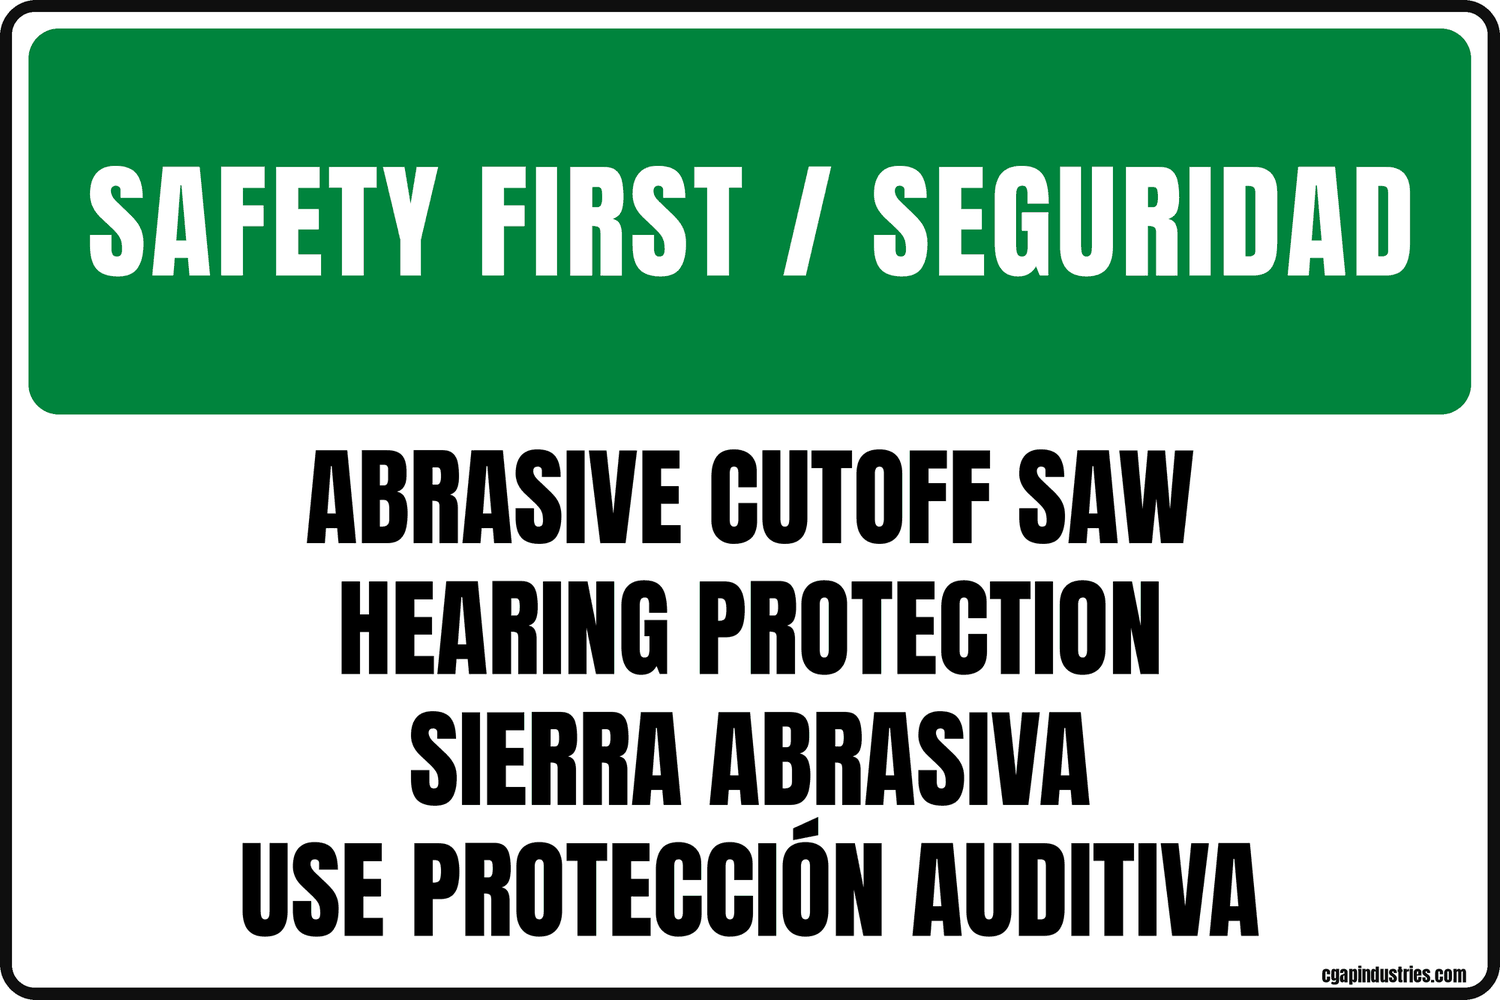 SAFETY FIRST / SEGURIDAD
ABRASIVE CUTOFF SAW
HEARING PROTECTION
SIERRA ABRASIVA
USE PROTECCIÓN AUDITIVA
cgapindustries.com